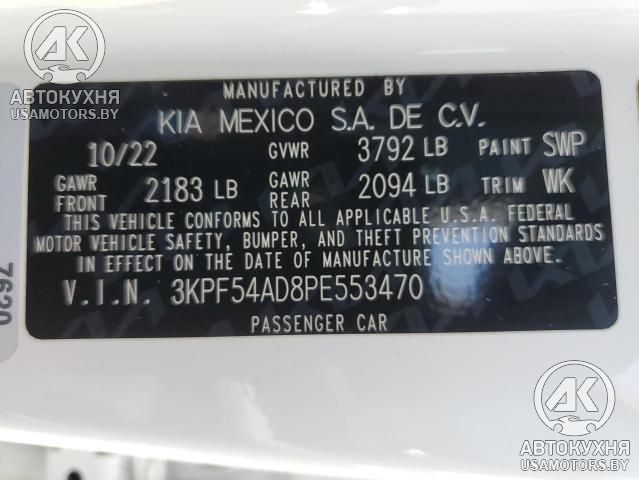 AK
АВТОКУХНЯ
USAMOTORS.BY
MANUFACTURED BY
KIA MEXICO S.A. DE C.V.
10/22 GVWR 3792 LB PAINT SWP
GAWR FRONT 2183 LB GAWR REAR 2094 LB TRIM WK
THIS VEHICLE CONFORMS TO ALL APPLICABLE U.S.A. FEDERAL
MOTOR VEHICLE SAFETY, BUMPER, AND THEFT PREVENTION STANDARDS
IN EFFECT ON THE DATE OF MANUFACTURE SHOWN ABOVE.
V.I.N. 3KPF54AD8PE553470
PASSENGER CAR
7620
AK
АВТОКУХНЯ
USAMOTORS.BY